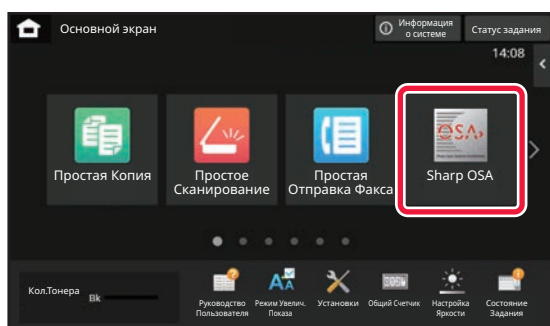 Основной экран
Информация
о системе
Статус задания
14:08
OSA
Простая Копия
Простое
Сканирование
Простая
Отправка Факса
Sharp OSA
Кол.Тонера
Bk
Руководство
Пользователя
Режим Увелич.
Показа
Установки
Общий Счетчик
Настройка
Яркости
Состояние
Задания